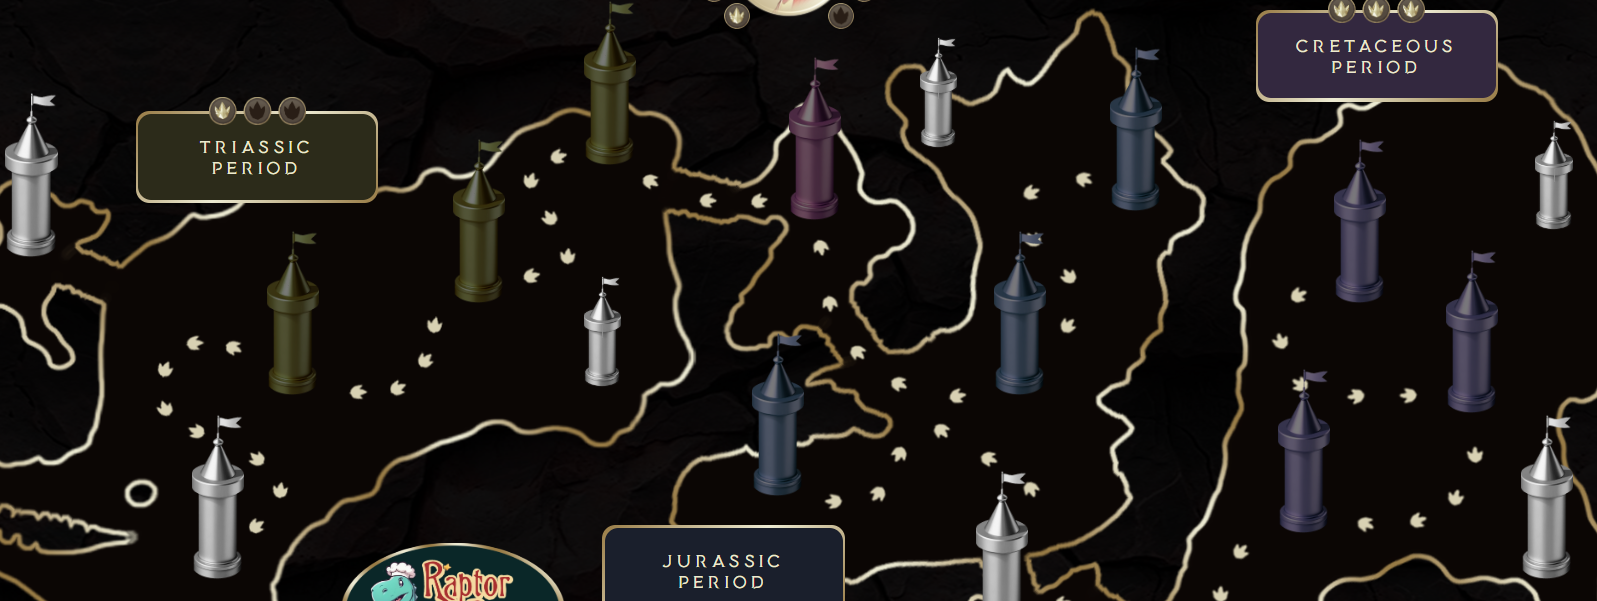 CRETACEOUS
PERIOD
TRIASSIC
PERIOD
JURASSIC
PERIOD
Raptor